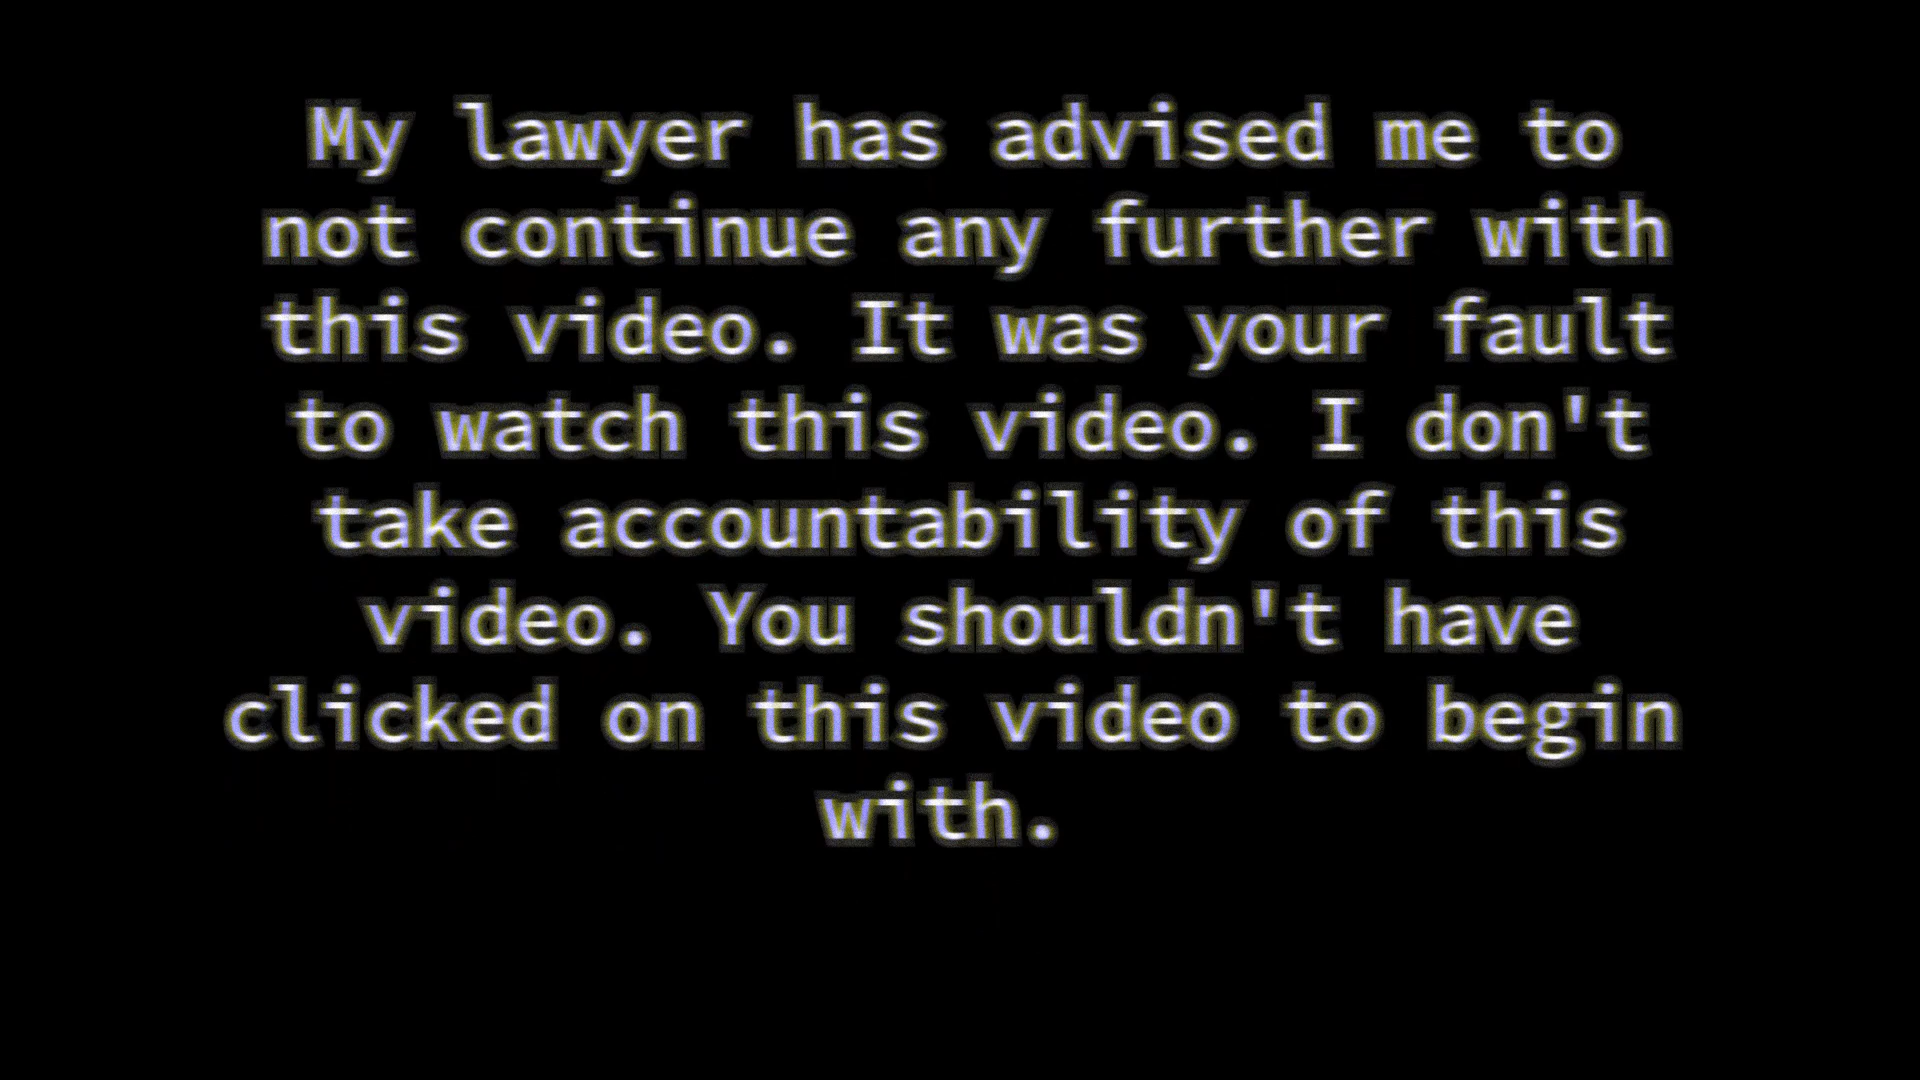 My lawyer has advised me to
not continue any further with
this video. It was your fault
to watch this video. I don't
take accountability of this
video. You shouldn't have
clicked on this video to begin
with.